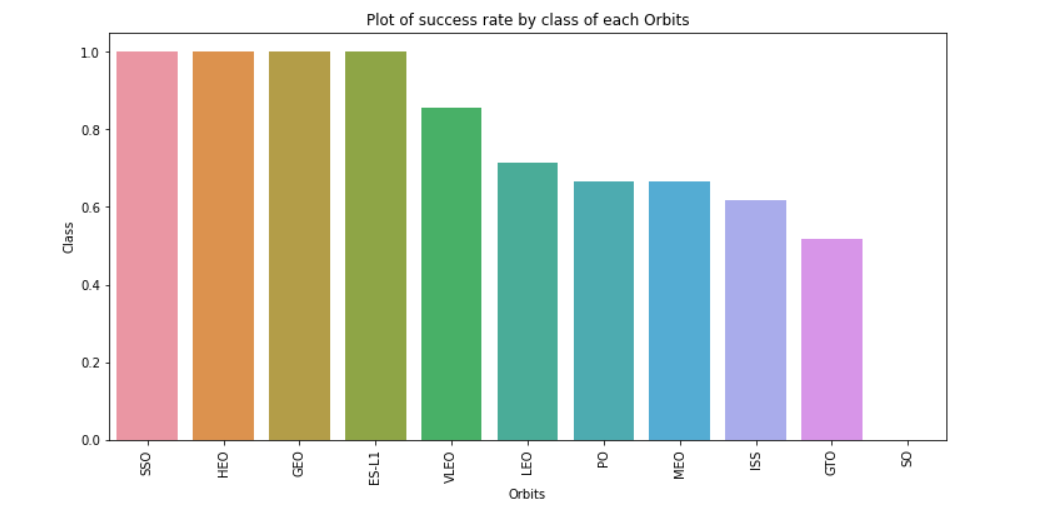 Plot of success rate by class of each Orbits
1.0
0.8
0.6
0.4
0.2
0.0
Class
SSO
HEO
GEO
ES-L1
VLEO
LEO
PO
MEO
ISS
GTO
SO
Orbits